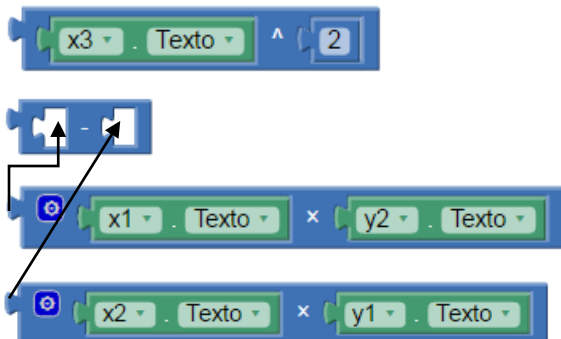 x3 . Texto ^ 2
-
x1 . Texto × y2 . Texto
x2 . Texto × y1 . Texto